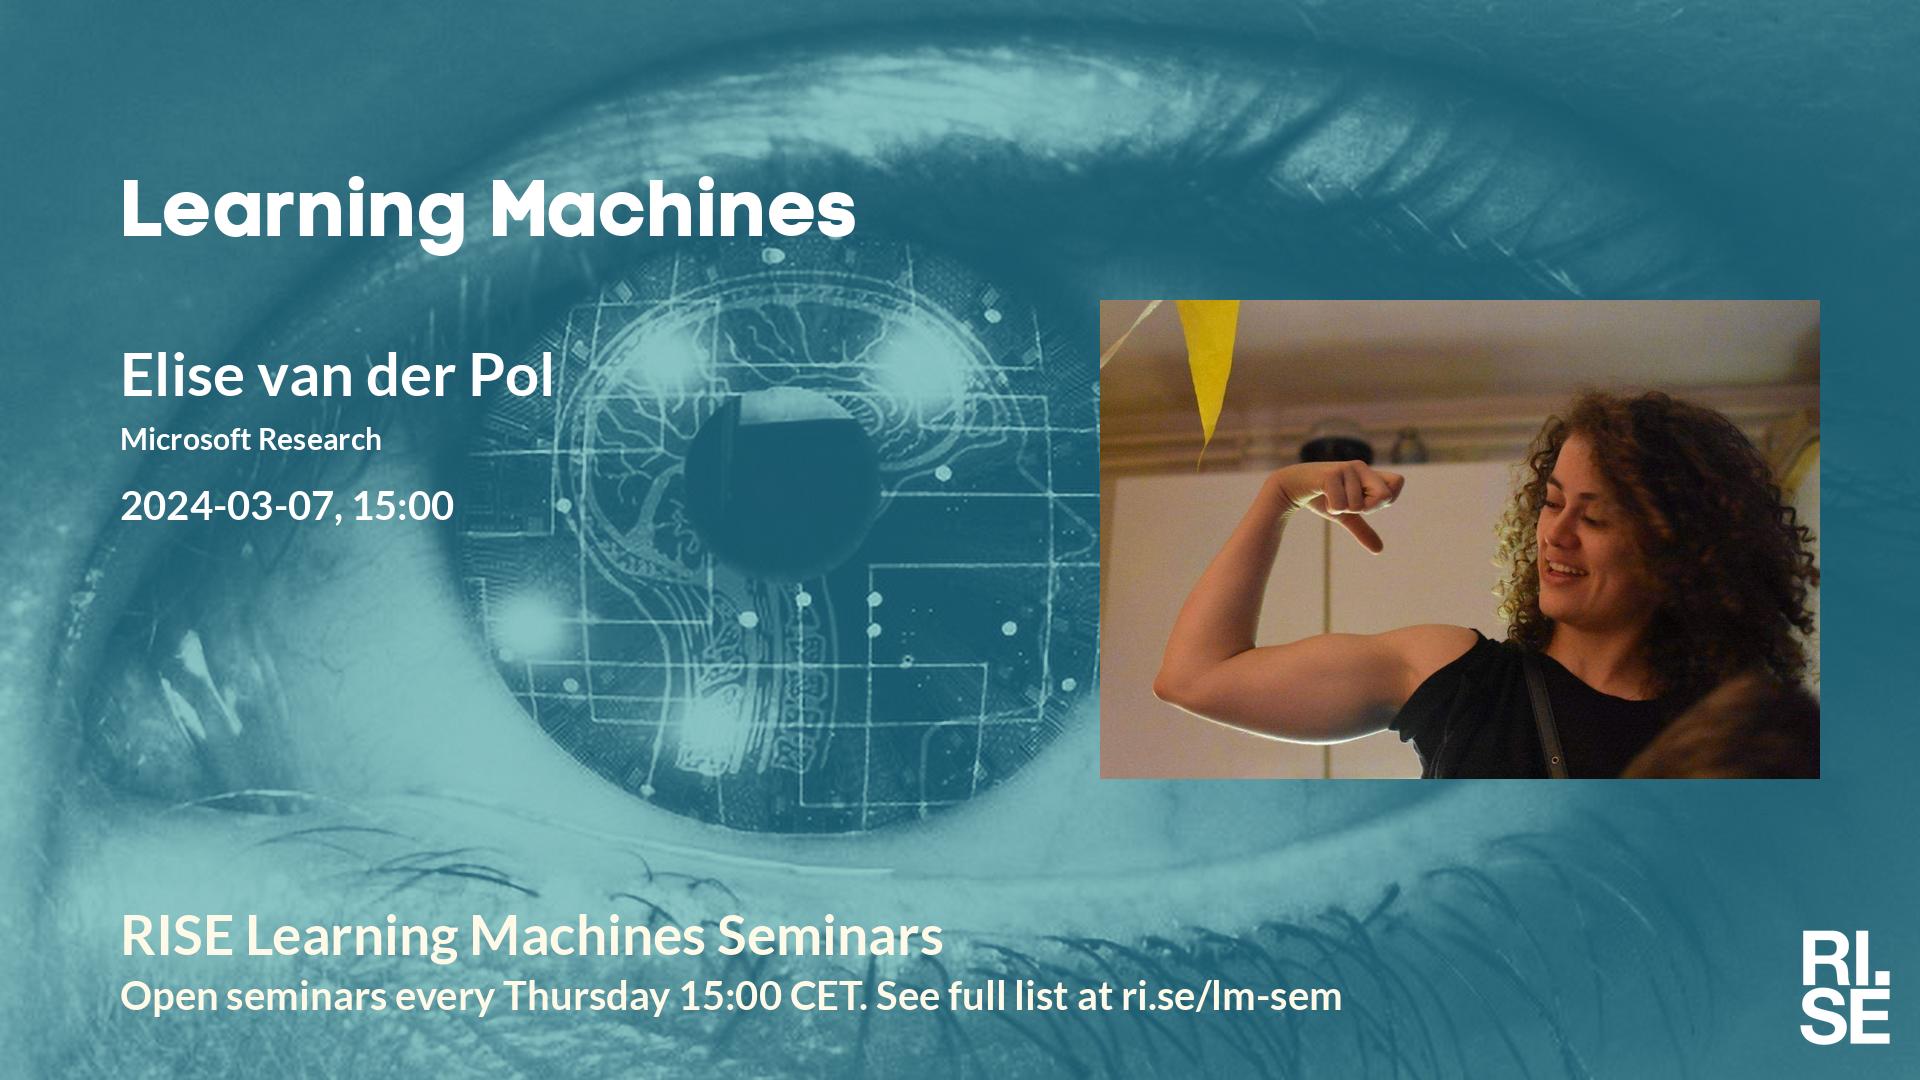 Learning Machines
Elise van der Pol
Microsoft Research
2024-03-07, 15:00
RISE Learning Machines Seminars
Open seminars every Thursday 15:00 CET. See full list at ri.se/lm-sem
RI.
SE